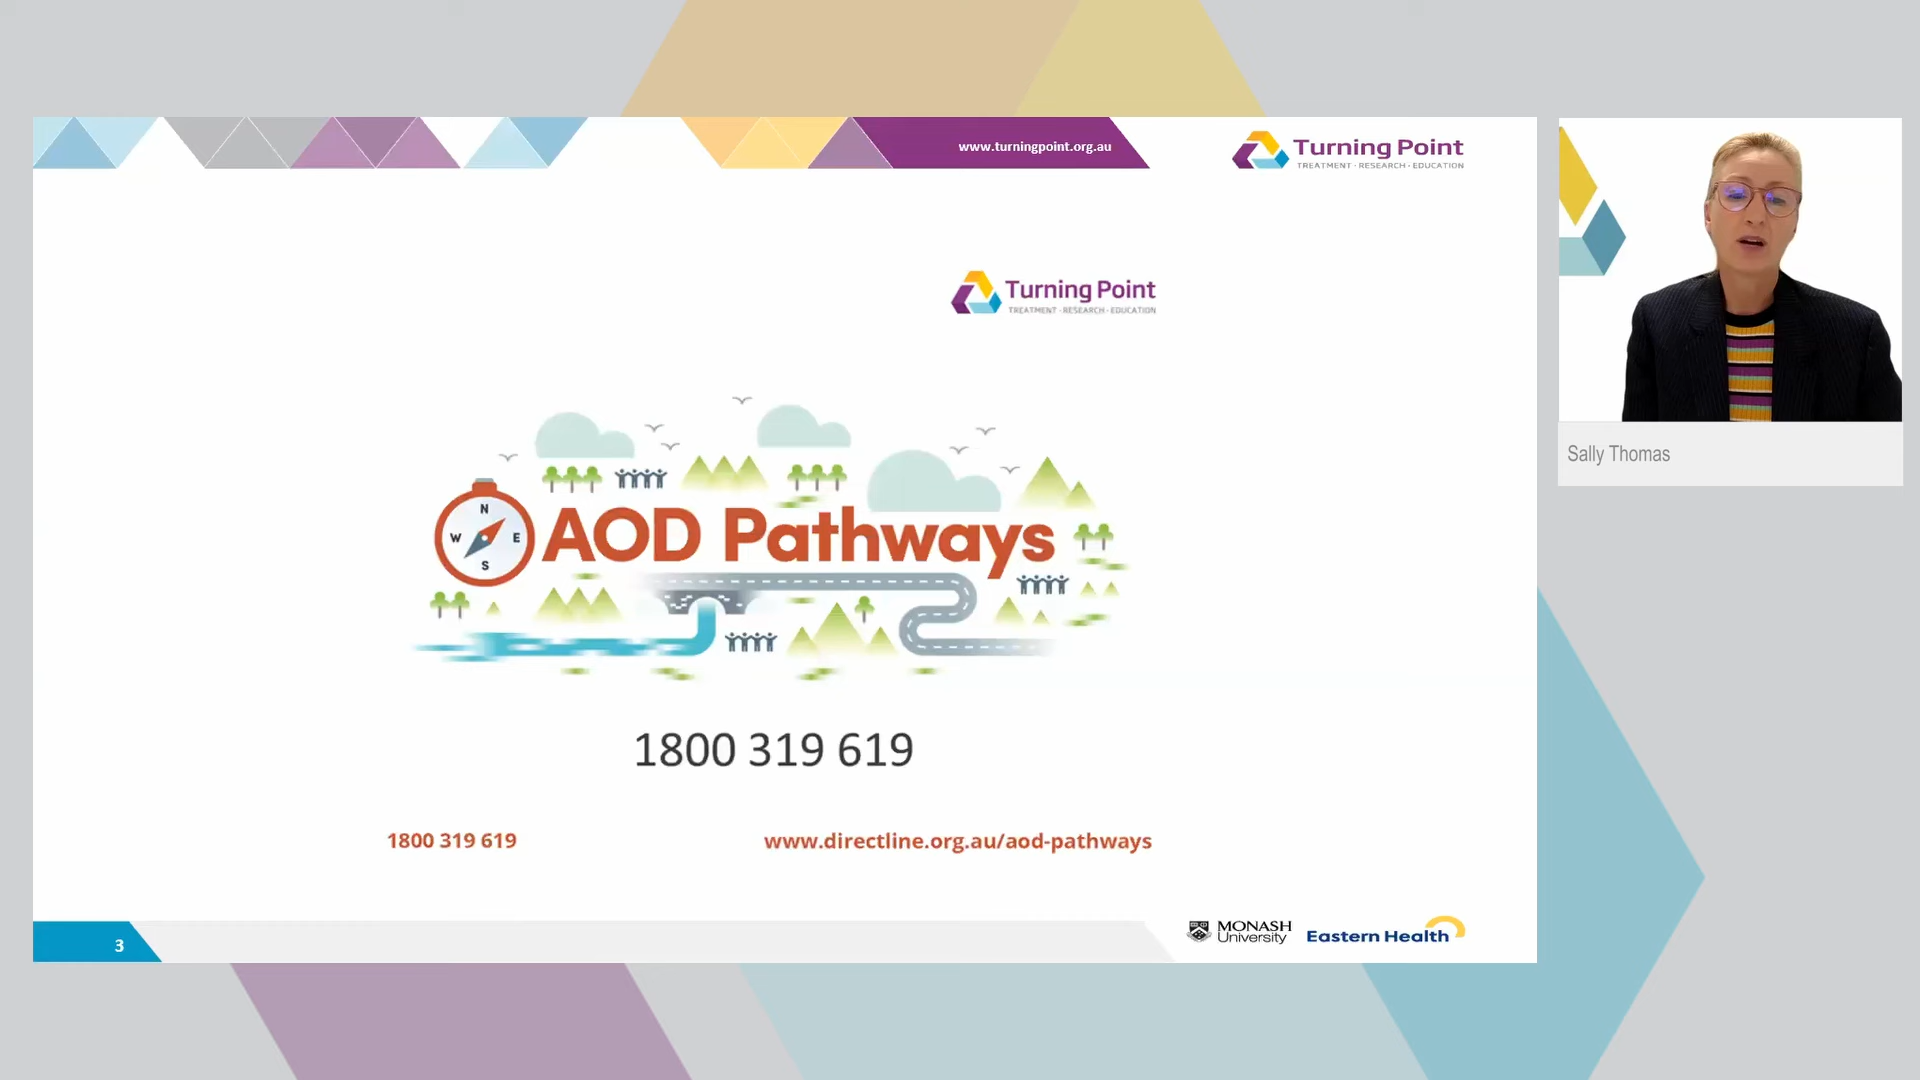 www.turningpoint.org.au
Turning Point
TREATMENT · RESEARCH · EDUCATION
Turning Point
TREATMENT · RESEARCH · EDUCATION
N
W E
S
AOD Pathways
1800 319 619
1800 319 619
www.directline.org.au/aod-pathways
3
MONASH
University
Eastern Health
Sally Thomas